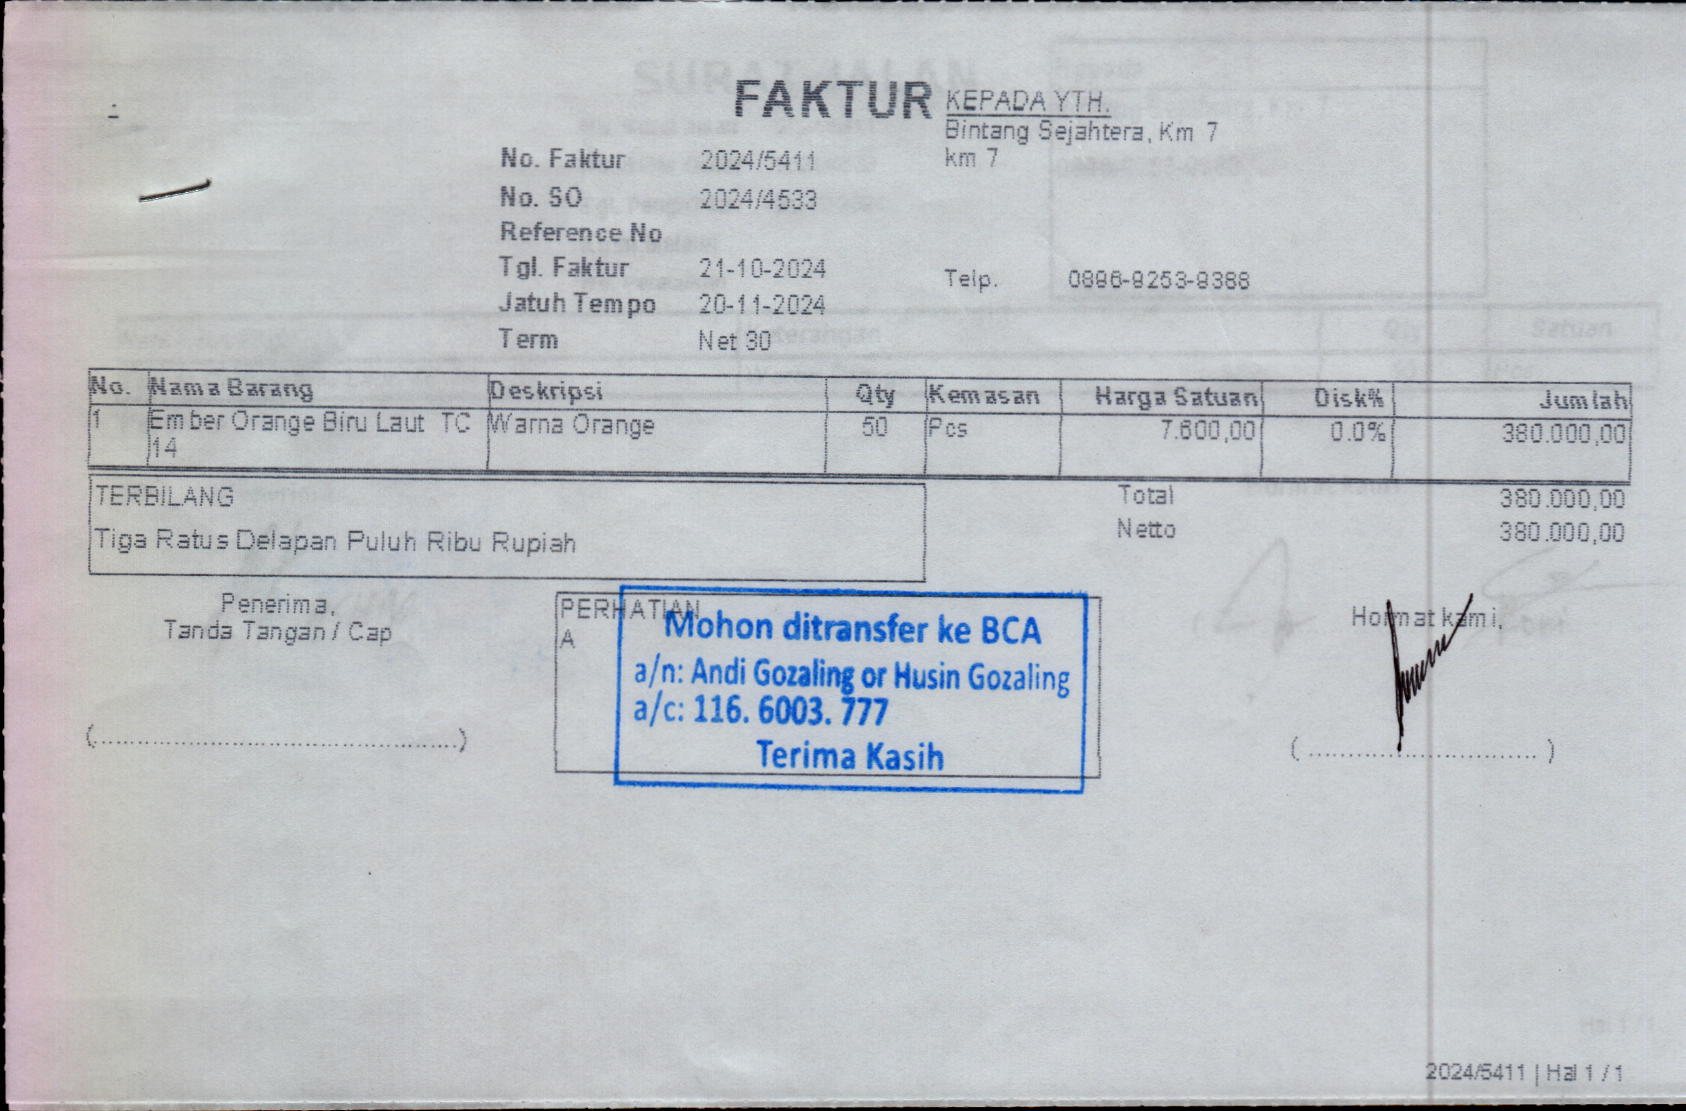 FAKTUR
KEPADA YTH.
Bintang Sejahtera, Km 7
km 7
No. Faktur 2024/5411
No. SO 2024/4533
Reference No
Tgl. Faktur 21-10-2024
Telp. 0896-9253-9388
Jatuh Tempo 20-11-2024
Term Net 30
No. Nama Barang Deskripsi Qty Kemasan Harga Satuan Disk% Jumlah
1 Ember Orange Biru Laut TC Warna Orange 50 Pcs 7.600,00 0.0% 380.000,00
14
TERBILANG
Tiga Ratus Delapan Puluh Ribu Rupiah
Total 380.000,00
Netto 380.000,00
Penerima,
Tanda Tangan / Cap
(..............................................)
PERHATIAN
A
Mohon ditransfer ke BCA
a/n: Andi Gozaling or Husin Gozaling
a/c: 116. 6003. 777
Terima Kasih
Hormat kami,
( ............................. )
2024/5411 | Hal 1 / 1